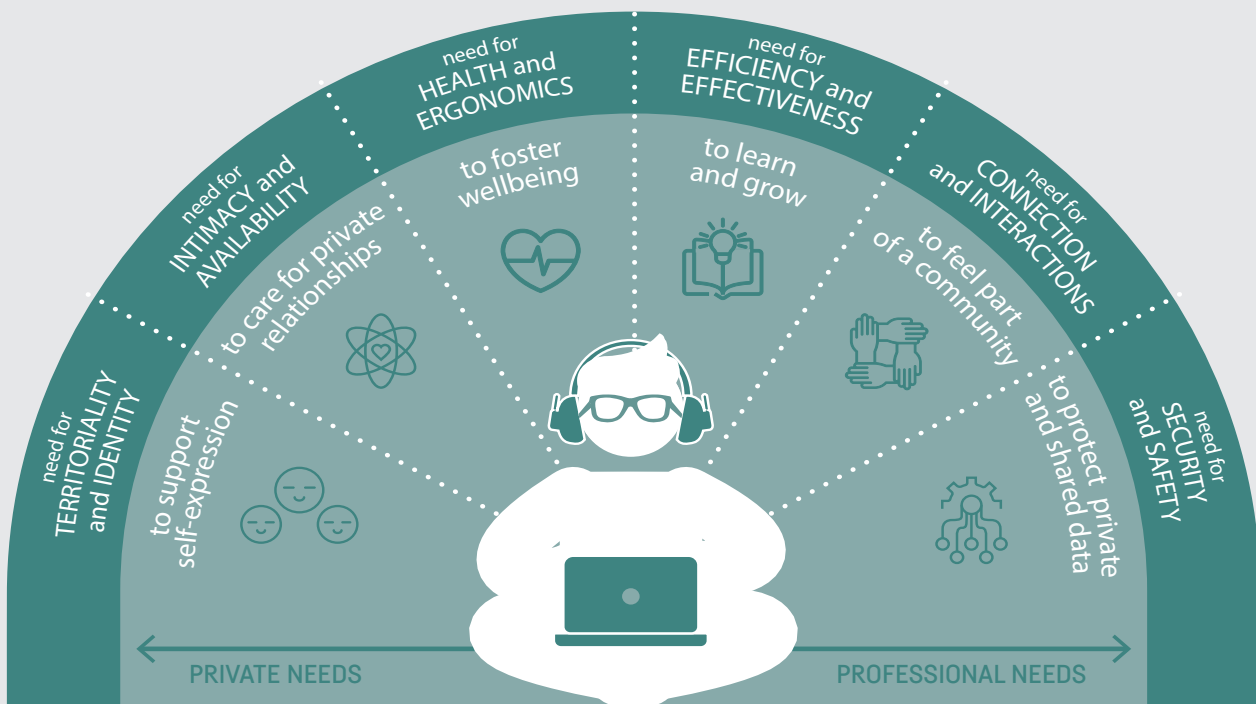 need for
TERRITORIALITY
and IDENTITY
to support
self-expression
need for
INTIMACY and
AVAILABILITY
to care for private
relationships
need for
HEALTH and
ERGONOMICS
to foster
wellbeing
need for
EFFICIENCY and
EFFECTIVENESS
to learn
and grow
need for
CONNECTION
and INTERACTIONS
to feel part
of a community
need for
SECURITY
and SAFETY
to protect private
and shared data
PRIVATE NEEDS
PROFESSIONAL NEEDS